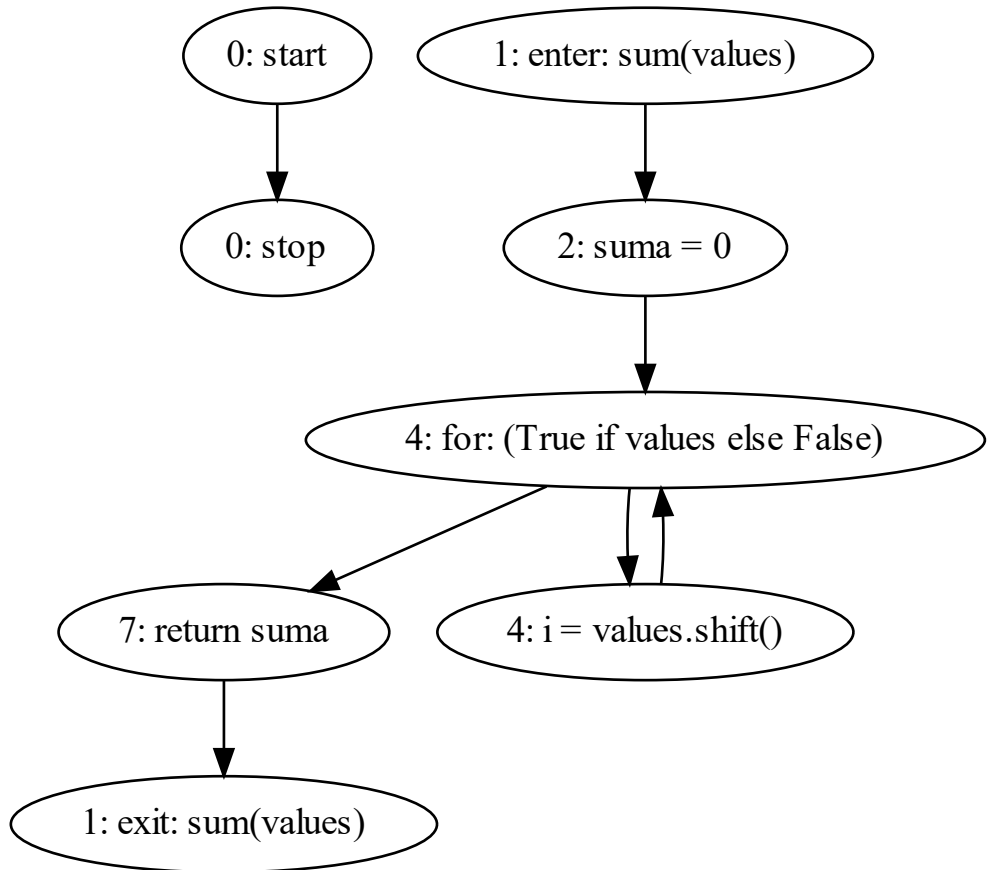 0: start
1: enter: sum(values)
0: stop
2: suma = 0
4: for: (True if values else False)
7: return suma
4: i = values.shift()
1: exit: sum(values)